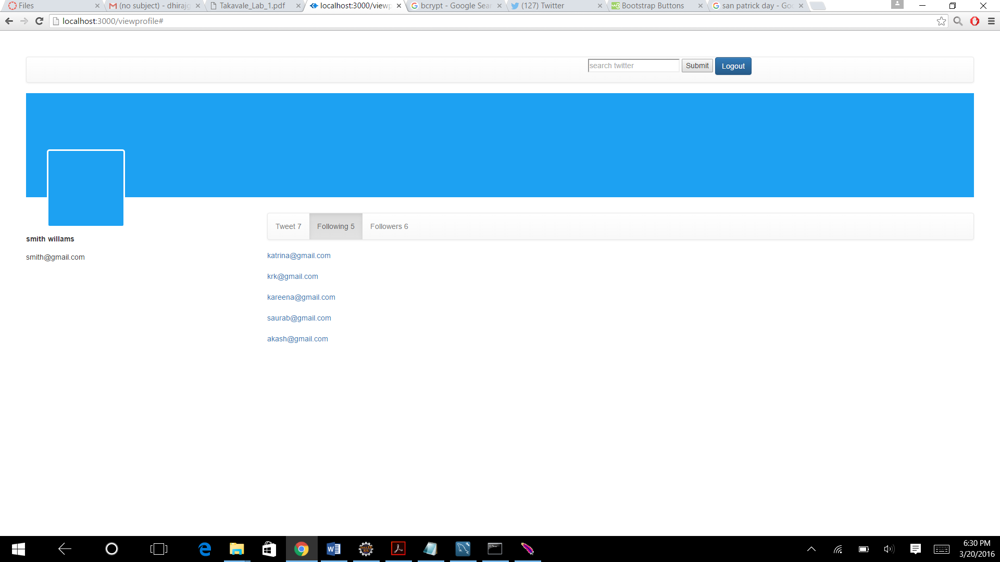 Files
(no subject) - dhirajg
Takavale_Lab_1.pdf
localhost:3000/viewp
bcrypt - Google Sear
(127) Twitter
Bootstrap Buttons
san patrick day - Goo
localhost:3000/viewprofile#
search twitter
Submit
Logout
Tweet 7
Following 5
Followers 6
smith willams
smith@gmail.com
katrina@gmail.com
krk@gmail.com
kareena@gmail.com
saurab@gmail.com
akash@gmail.com
6:30 PM
3/20/2016